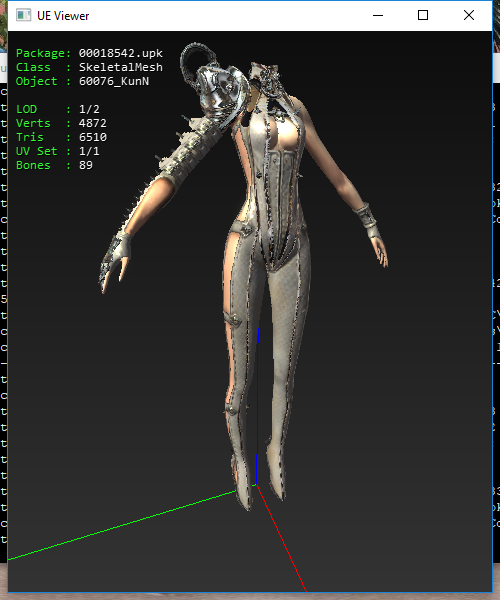 UE Viewer
Package: 00018542.upk
Class : SkeletalMesh
Object : 60076_KunN
LOD : 1/2
Verts : 4872
Tris : 6510
UV Set : 1/1
Bones : 89